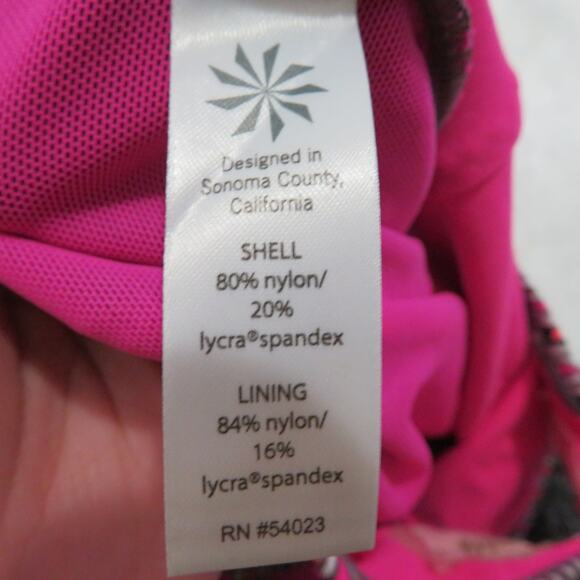 Designed in
Sonoma County,
California
SHELL
80% nylon/
20%
lycra®spandex
LINING
84% nylon/
16%
lycra®spandex
RN #54023